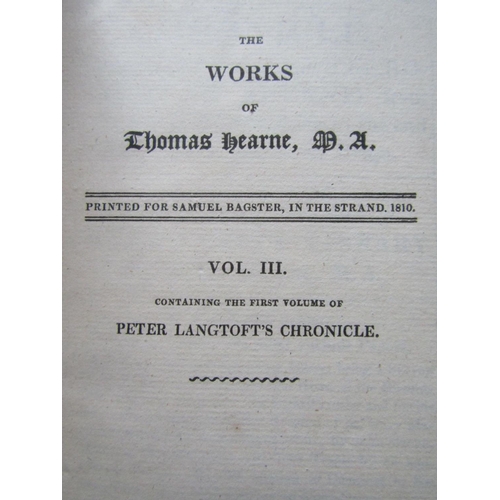 THE
WORKS
OF
Thomas Hearne, M.A.
PRINTED FOR SAMUEL BAGSTER, IN THE STRAND. 1810.
VOL. III.
CONTAINING THE FIRST VOLUME OF
PETER LANGTOFT'S CHRONICLE.